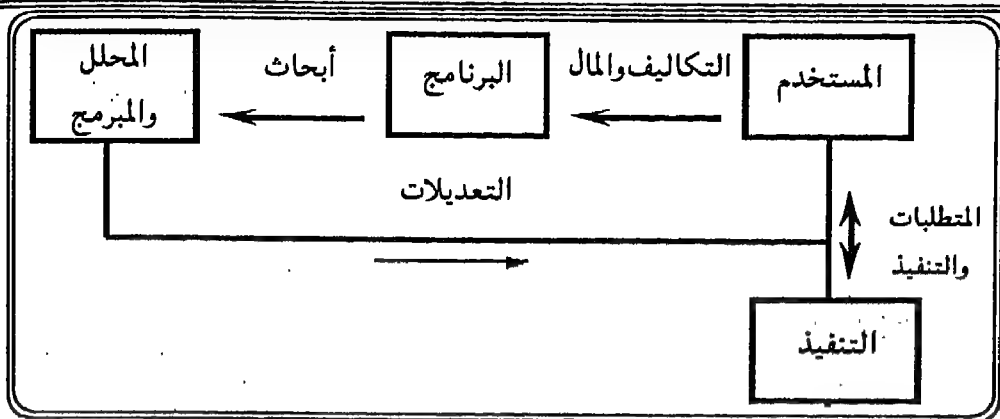 المستخدم
التكاليف والمال
البرنامج
أبحاث
المحلل
والمبرمج
التعديلات
المتطلبات
والتنفيذ
التنفيذ